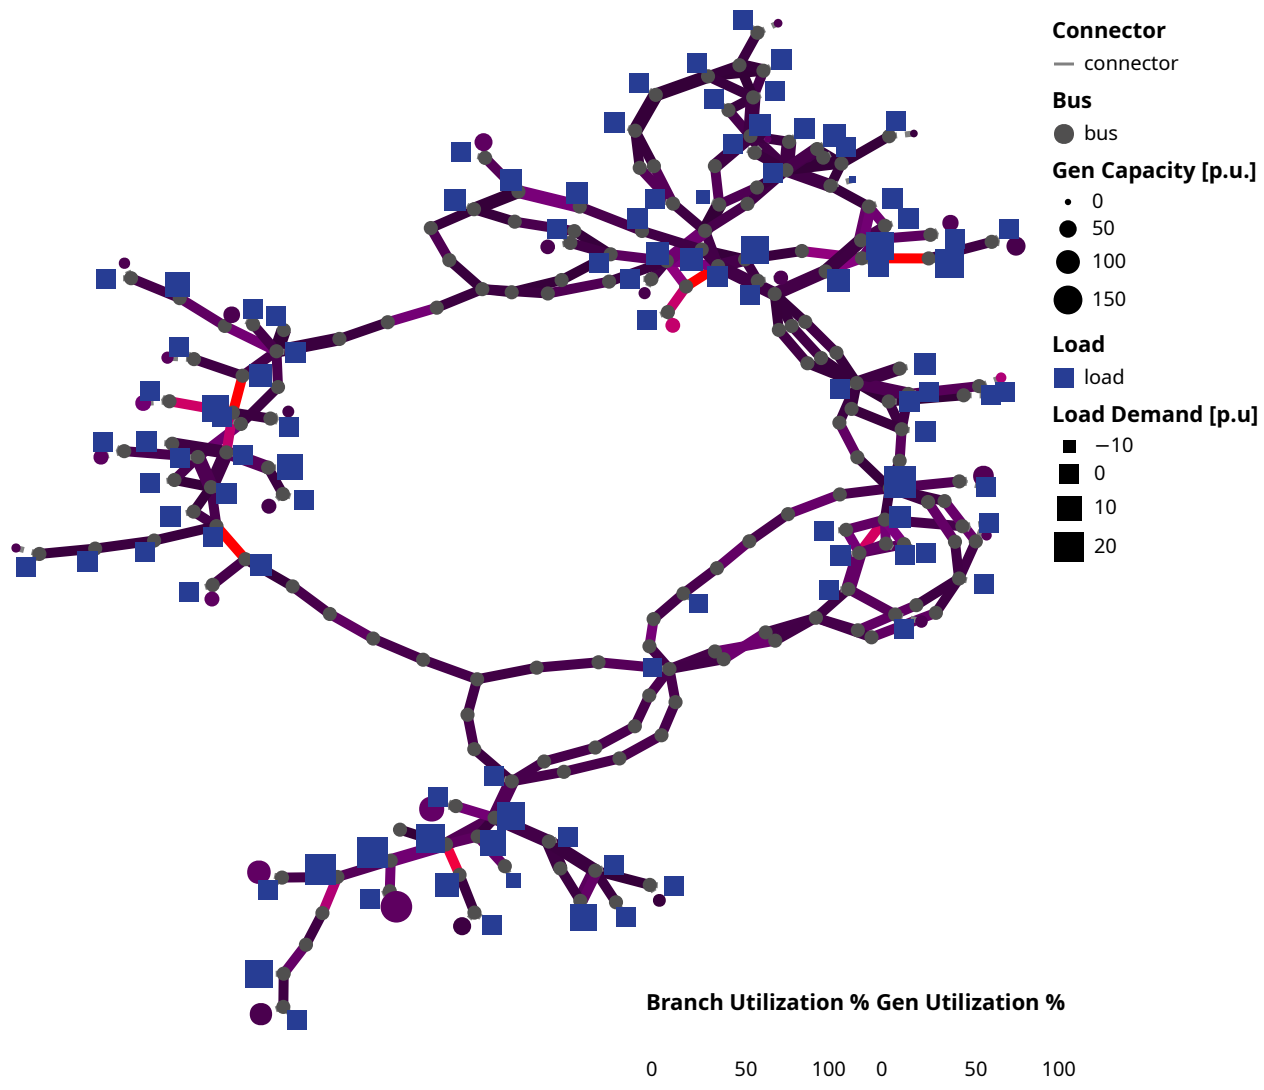 Connector
connector
Bus
bus
Gen Capacity [p.u.]
0
50
100
150
Load
load
Load Demand [p.u]
−10
0
10
20
Branch Utilization % Gen Utilization %
0 50 100 0 50 100